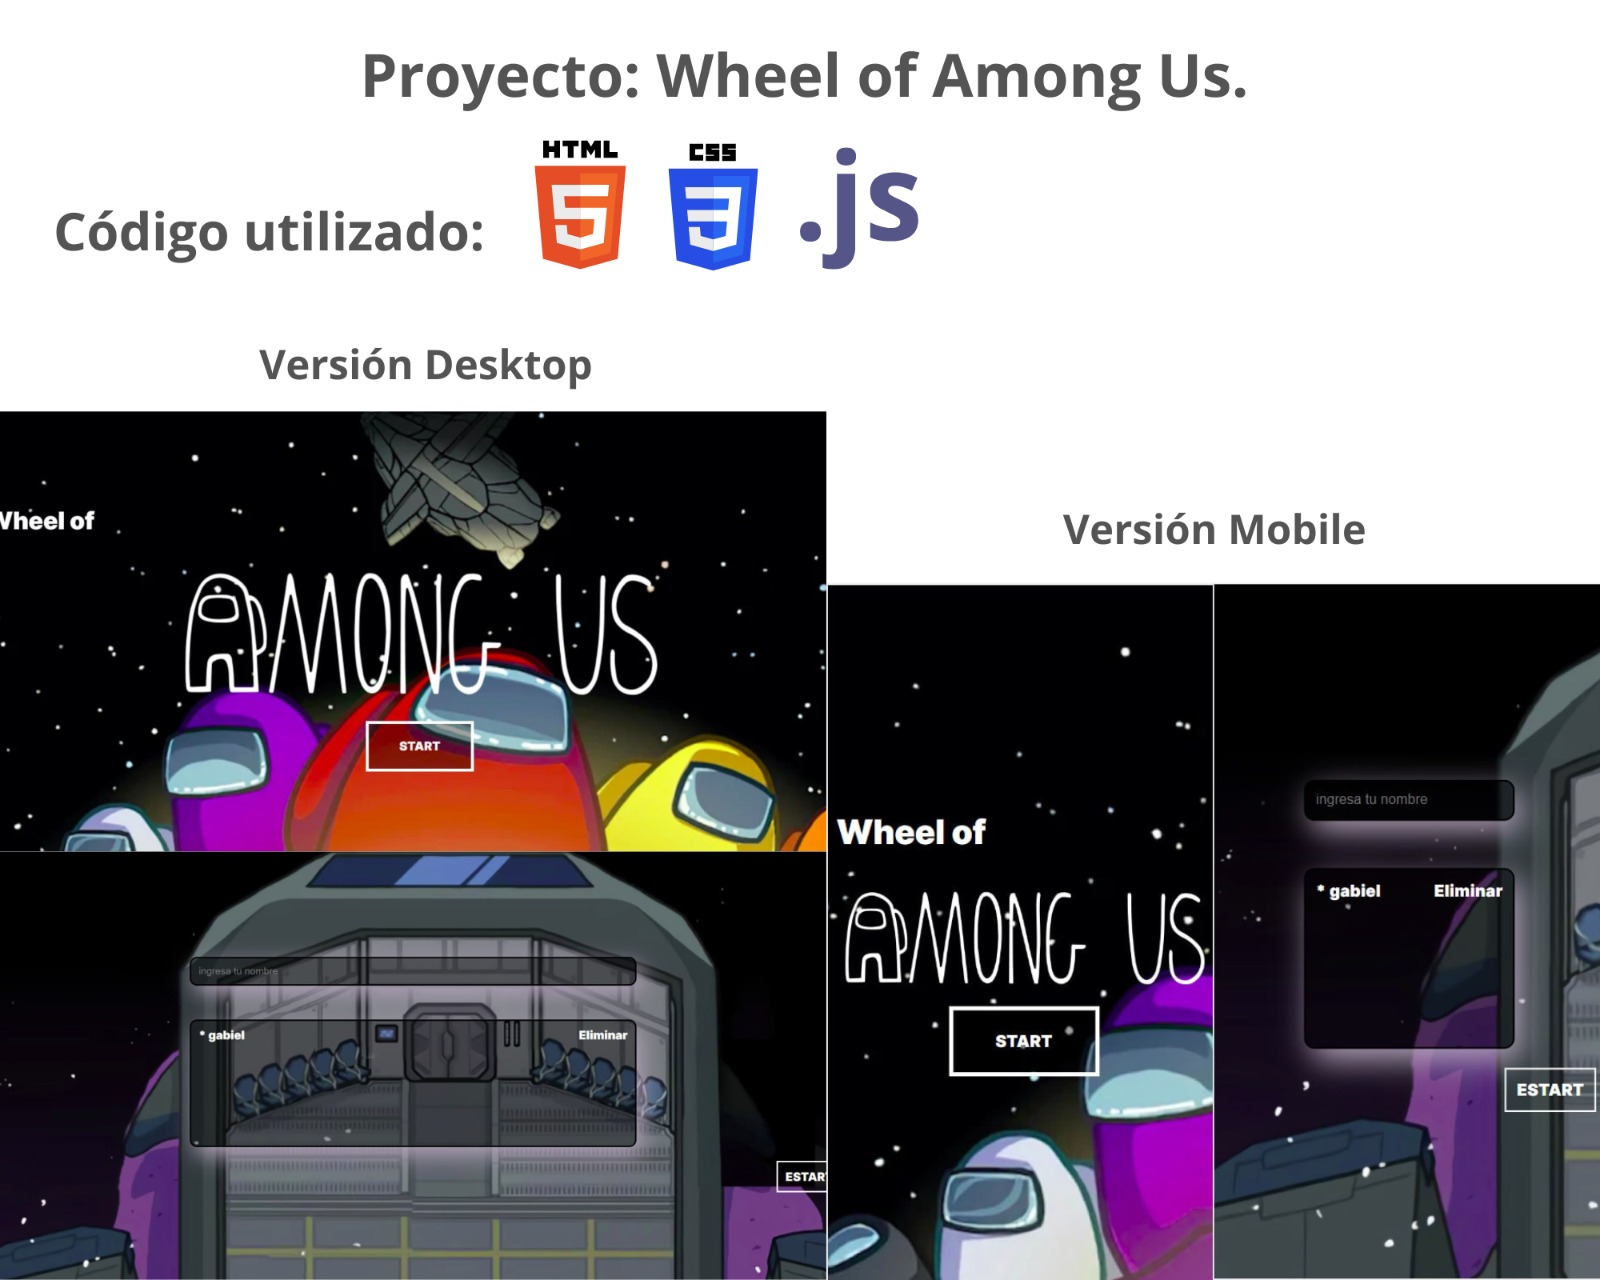 Proyecto: Wheel of Among Us.
HTML
5
CSS
3
.js
Código utilizado:
Versión Desktop
Wheel of
AMONG US
START
ingresa tu nombre
* gabiel Eliminar
ESTAR
Versión Mobile
Wheel of
AMONG US
START
ingresa tu nombre
* gabiel Eliminar
ESTART